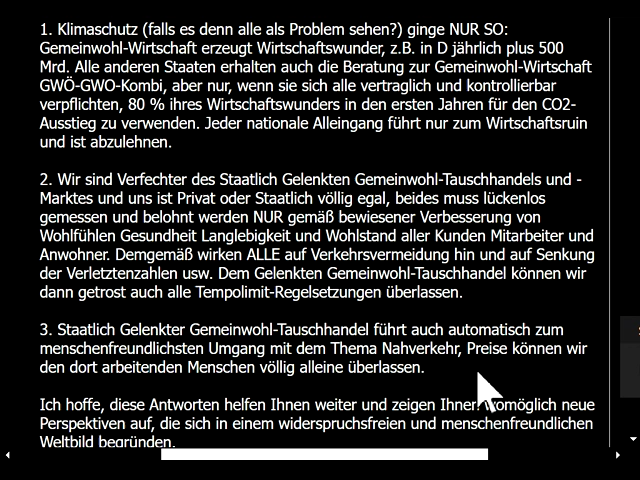 1. Klimaschutz (falls es denn alle als Problem sehen?) ginge NUR SO:
Gemeinwohl-Wirtschaft erzeugt Wirtschaftswunder, z.B. in D jährlich plus 500
Mrd. Alle anderen Staaten erhalten auch die Beratung zur Gemeinwohl-Wirtschaft
GWÖ-GWO-Kombi, aber nur, wenn sie sich alle vertraglich und kontrollierbar
verpflichten, 80 % ihres Wirtschaftswunders in den ersten Jahren für den CO2-
Ausstieg zu verwenden. Jeder nationale Alleingang führt nur zum Wirtschaftsruin
und ist abzulehnen.
2. Wir sind Verfechter des Staatlich Gelenkten Gemeinwohl-Tauschhandels und -
Marktes und uns ist Privat oder Staatlich völlig egal, beides muss lückenlos
gemessen und belohnt werden NUR gemäß bewiesener Verbesserung von
Wohlfühlen Gesundheit Langlebigkeit und Wohlstand aller Kunden Mitarbeiter und
Anwohner. Demgemäß wirken ALLE auf Verkehrsvermeidung hin und auf Senkung
der Verletztenzahlen usw. Dem Gelenkten Gemeinwohl-Tauschhandel können wir
dann getrost auch alle Tempolimit-Regelsetzungen überlassen.
3. Staatlich Gelenkter Gemeinwohl-Tauschhandel führt auch automatisch zum
menschenfreundlichsten Umgang mit dem Thema Nahverkehr, Preise können wir
den dort arbeitenden Menschen völlig alleine überlassen.
Ich hoffe, diese Antworten helfen Ihnen weiter und zeigen Ihnen womöglich neue
Perspektiven auf, die sich in einem widerspruchsfreien und menschenfreundlichen
Weltbild begründen.